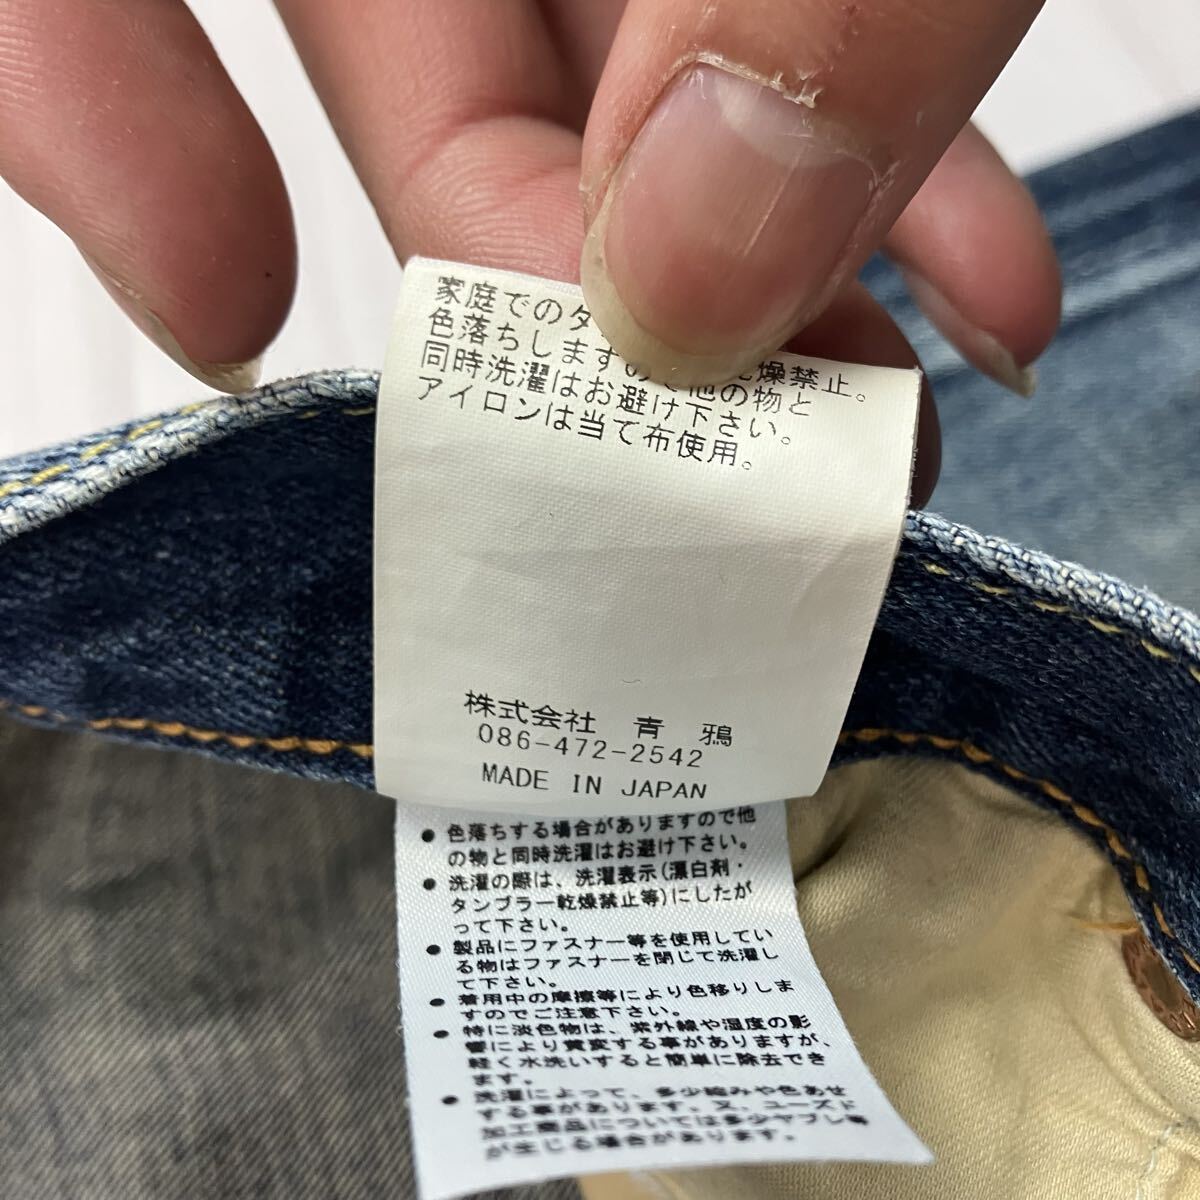 家庭でのタ 燥禁止。
色落ちしますの 他の物と
同時洗濯はお避け下さい。
アイロンは当て布使用。
株式会社 青 鴉
086-472-2542
MADE IN JAPAN
● 色落ちする場合がありますので他
の物と同時洗濯はお避け下さい。
● 洗濯の際は、洗濯表示(漂白剤・
タンブラー乾燥禁止等)にしたが
って下さい。
● 製品にファスナー等を使用してい
る物はファスナーを閉じて洗濯し
て下さい。
● 着用中の摩擦等により色移りしま
すのでご注意下さい。
● 特に淡色物は、紫外線や湿度の影
響により黄変する事がありますが、
軽く水洗いすると簡単に除去でき
ます。
● 洗濯によって、多少縮みや色あせ
する事があります。又、ユーズド
加工商品については多少ヤブレ等
が生じる場合があります。